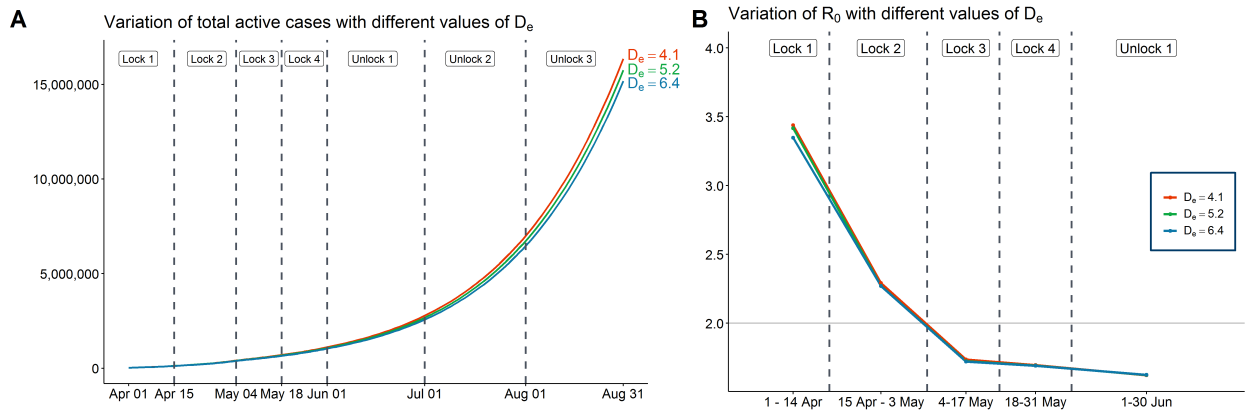 A
Variation of total active cases with different values of Dₑ
Lock 1
Lock 2
Lock 3
Lock 4
Unlock 1
Unlock 2
Unlock 3
Dₑ = 4.1
Dₑ = 5.2
Dₑ = 6.4
15,000,000
10,000,000
5,000,000
0
Apr 01
Apr 15
May 04
May 18
Jun 01
Jul 01
Aug 01
Aug 31
B
Variation of R₀ with different values of Dₑ
Lock 1
Lock 2
Lock 3
Lock 4
Unlock 1
4.0
3.5
3.0
2.5
2.0
1.5
Dₑ = 4.1
Dₑ = 5.2
Dₑ = 6.4
1 - 14 Apr
15 Apr - 3 May
4-17 May
18-31 May
1-30 Jun